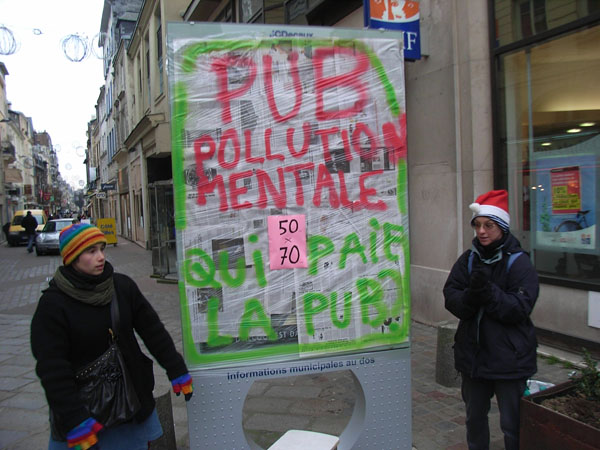 JCDecaux
PUB
POLLUTION
MENTALE
50
70
QUI PAIE
LA PUB?
informations municipales au dos